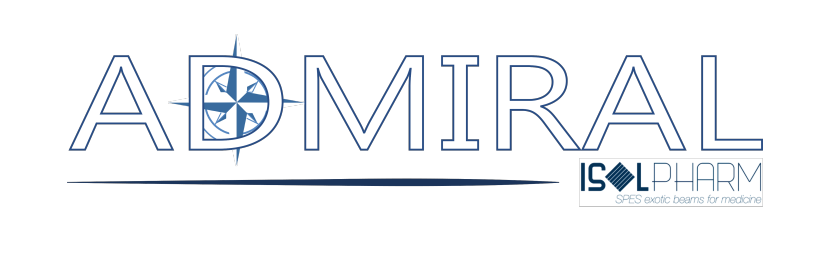 ADMIRAL
ISOLPHARM
SPES exotic beams for medicine